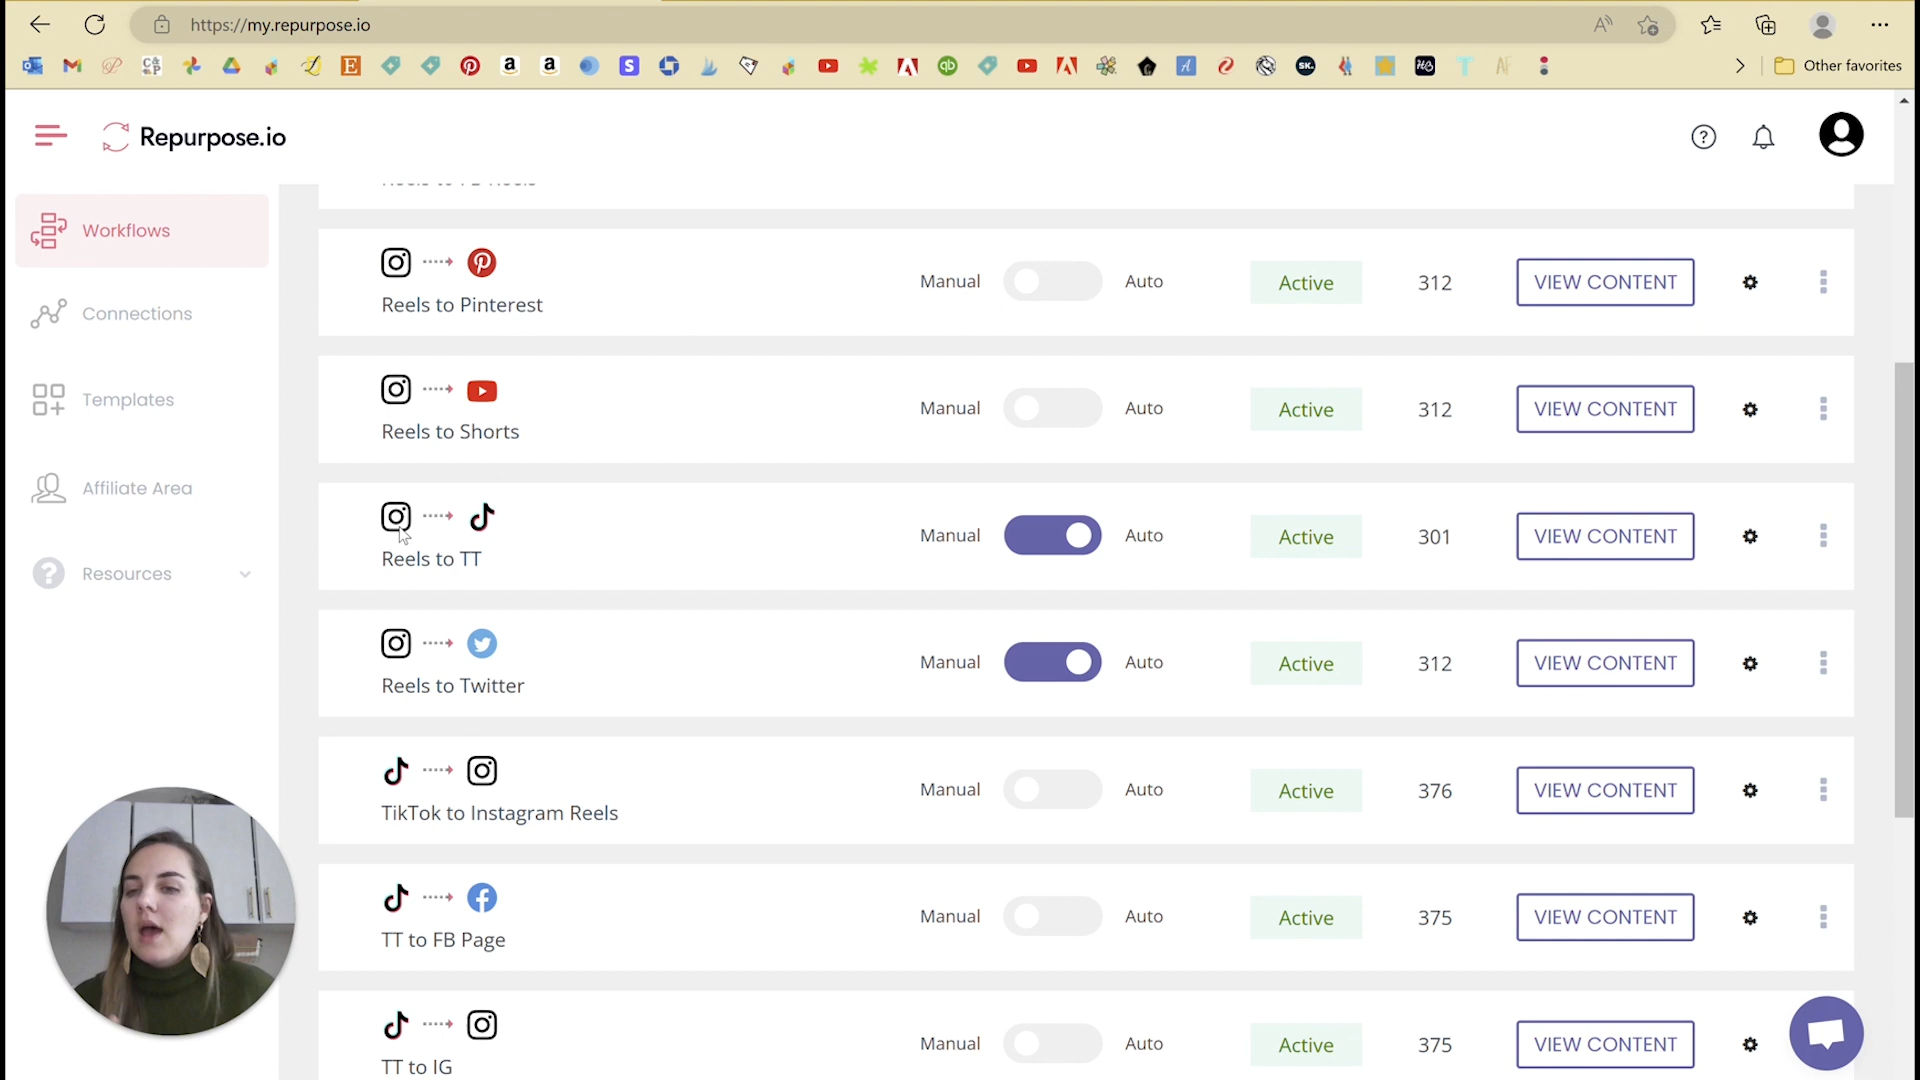 https://my.repurpose.io
Other favorites
Repurpose.io
Workflows
Connections
Templates
Affiliate Area
Resources
Reels to Pinterest
Manual Auto Active 312 VIEW CONTENT
Reels to Shorts
Manual Auto Active 312 VIEW CONTENT
Reels to TT
Manual Auto Active 301 VIEW CONTENT
Reels to Twitter
Manual Auto Active 312 VIEW CONTENT
TikTok to Instagram Reels
Manual Auto Active 376 VIEW CONTENT
TT to FB Page
Manual Auto Active 375 VIEW CONTENT
TT to IG
Manual Auto Active 375 VIEW CONTENT